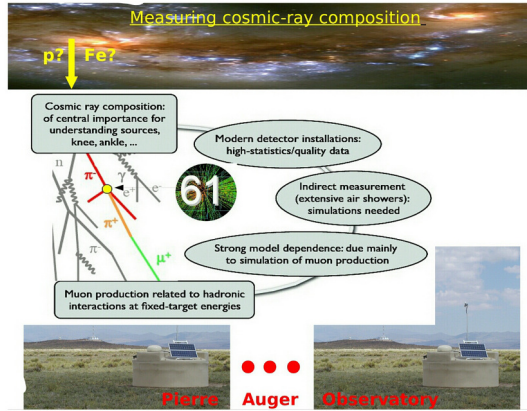 Measuring cosmic-ray composition
p? Fe?
Cosmic ray composition:
of central importance for
understanding sources,
knee, ankle, ...
Modern detector installations:
high-statistics/quality data
Indirect measurement
(extensive air showers):
simulations needed
Strong model dependence: due mainly
to simulation of muon production
n
π-
γ
e+
e-
61
π+
π-
μ+
Muon production related to hadronic
interactions at fixed-target energies
Pierre Auger Observatory